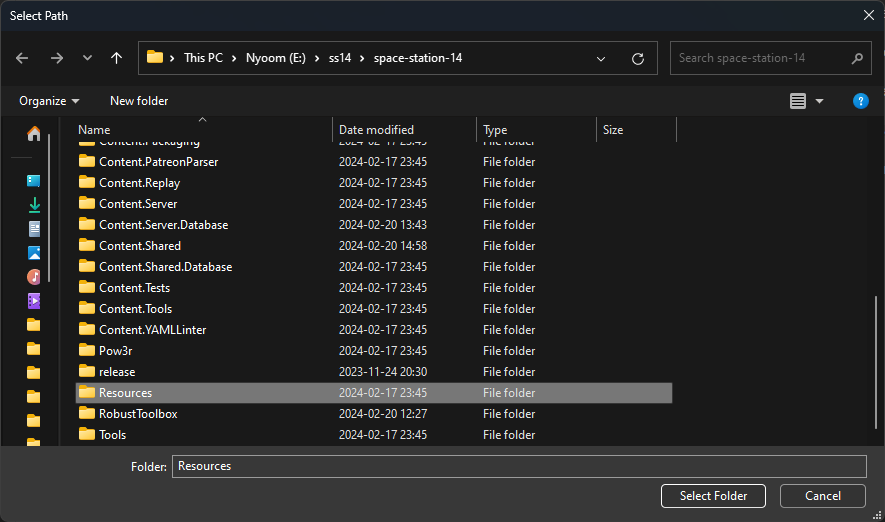 Select Path
This PC Nyoom (E:) ss14 space-station-14
Search space-station-14
Organize New folder
Name Date modified Type Size
Content.Packaging 2024-02-17 23:45 File folder
Content.PatreonParser 2024-02-17 23:45 File folder
Content.Replay 2024-02-17 23:45 File folder
Content.Server 2024-02-17 23:45 File folder
Content.Server.Database 2024-02-20 13:43 File folder
Content.Shared 2024-02-20 14:58 File folder
Content.Shared.Database 2024-02-17 23:45 File folder
Content.Tests 2024-02-17 23:45 File folder
Content.Tools 2024-02-17 23:45 File folder
Content.YAMLLinter 2024-02-17 23:45 File folder
Pow3r 2024-02-17 23:45 File folder
release 2023-11-24 20:30 File folder
Resources 2024-02-17 23:45 File folder
RobustToolbox 2024-02-20 12:27 File folder
Tools 2024-02-17 23:45 File folder
Folder: Resources
Select Folder Cancel